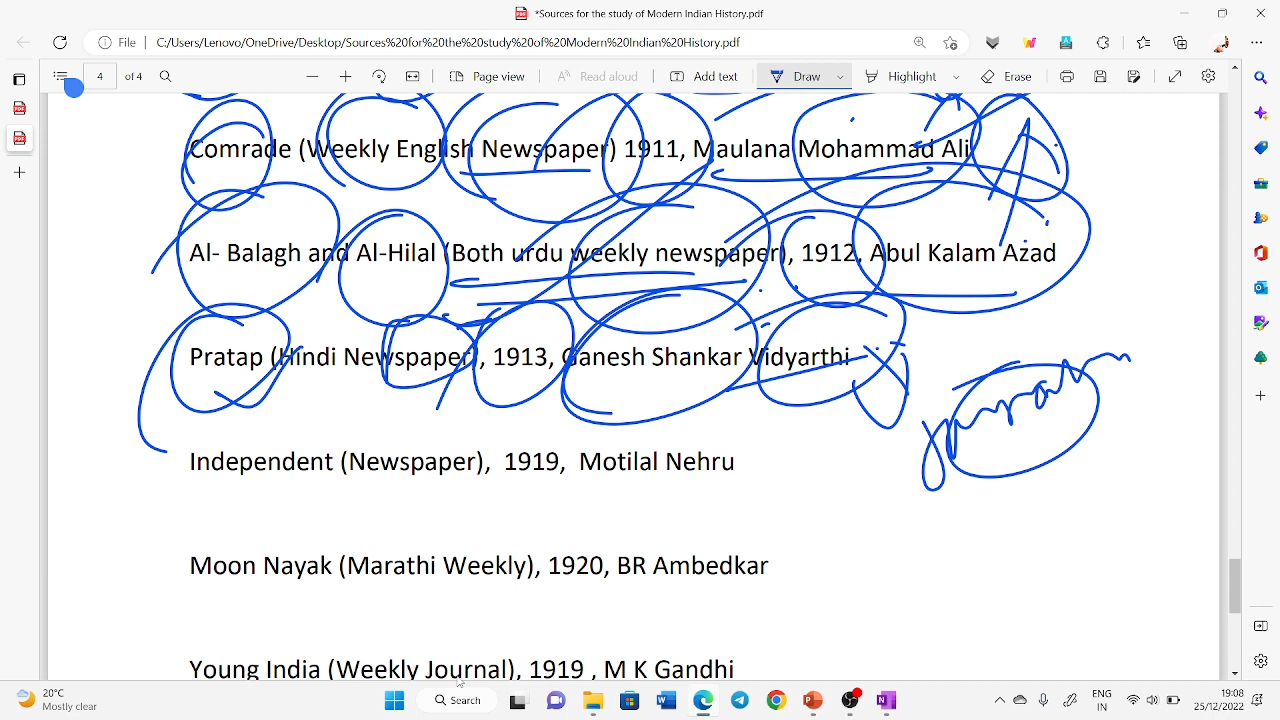 *Sources for the study of Modern Indian History.pdf
File C:/Users/Lenovo/OneDrive/Desktop/Sources%20for%20the%20study%20of%20Modern%20Indian%20History.pdf
4 of 4 Page view Read aloud Add text Draw Highlight Erase
Comrade (Weekly English Newspaper) 1911, Maulana Mohammad Ali
Al- Balagh and Al-Hilal (Both urdu weekly newspaper), 1912, Abul Kalam Azad
Pratap (Hindi Newspaper), 1913, Ganesh Shankar Vidyarthi
Independent (Newspaper), 1919, Motilal Nehru
Moon Nayak (Marathi Weekly), 1920, BR Ambedkar
Young India (Weekly Journal), 1919 , M K Gandhi
20°C
Mostly clear
Search
ENG
IN
19:08
25/12/2022